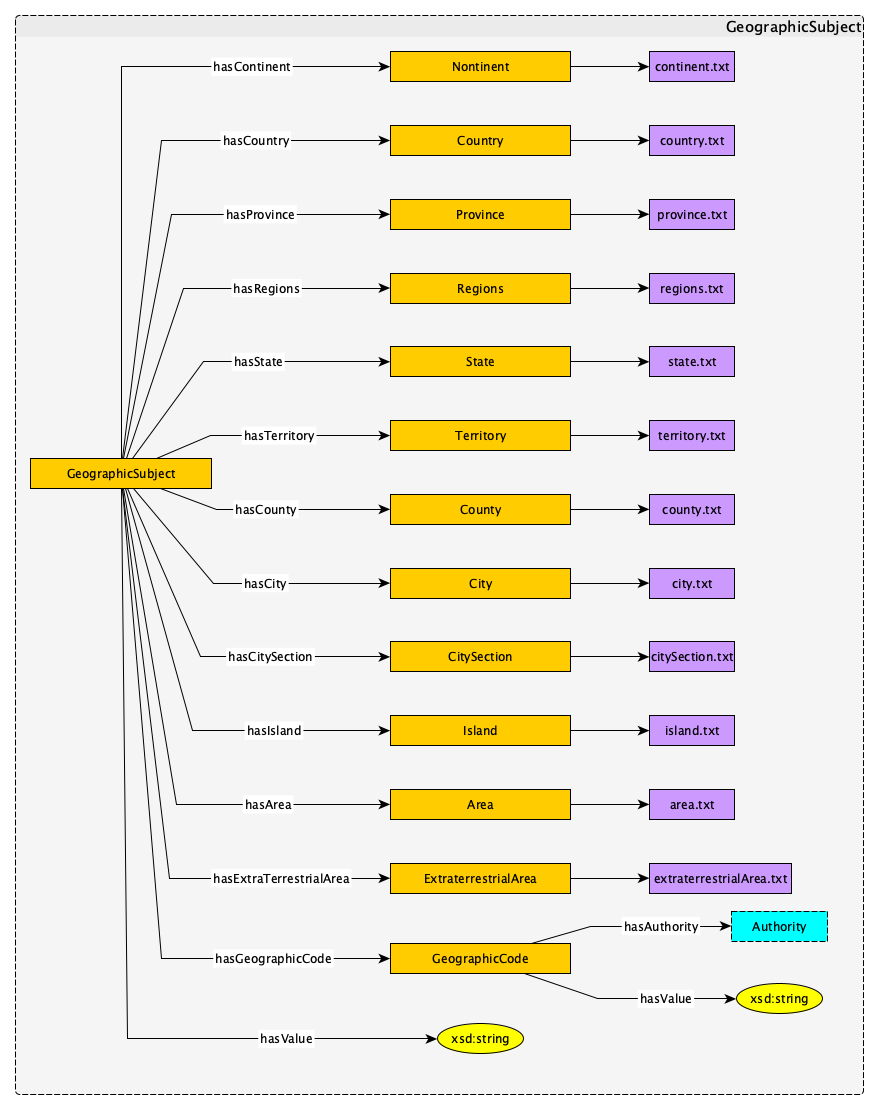 GeographicSubject
hasContinent Nontinent continent.txt
hasCountry Country country.txt
hasProvince Province province.txt
hasRegions Regions regions.txt
hasState State state.txt
hasTerritory Territory territory.txt
GeographicSubject
hasCounty County county.txt
hasCity City city.txt
hasCitySection CitySection citySection.txt
hasIsland Island island.txt
hasArea Area area.txt
hasExtraTerrestrialArea ExtraterrestrialArea extraterrestrialArea.txt
hasAuthority Authority
hasGeographicCode GeographicCode
hasValue xsd:string
hasValue xsd:string